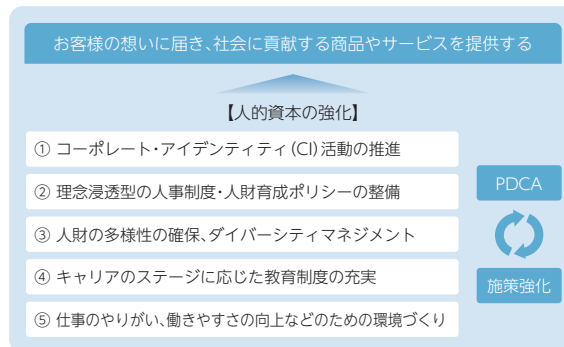 お客様の想いに届き、社会に貢献する商品やサービスを提供する
【人的資本の強化】
① コーポレート・アイデンティティ(CI)活動の推進
② 理念浸透型の人事制度・人財育成ポリシーの整備
③ 人財の多様性の確保、ダイバーシティマネジメント
④ キャリアのステージに応じた教育制度の充実
⑤ 仕事のやりがい、働きやすさの向上などのための環境づくり
PDCA
施策強化